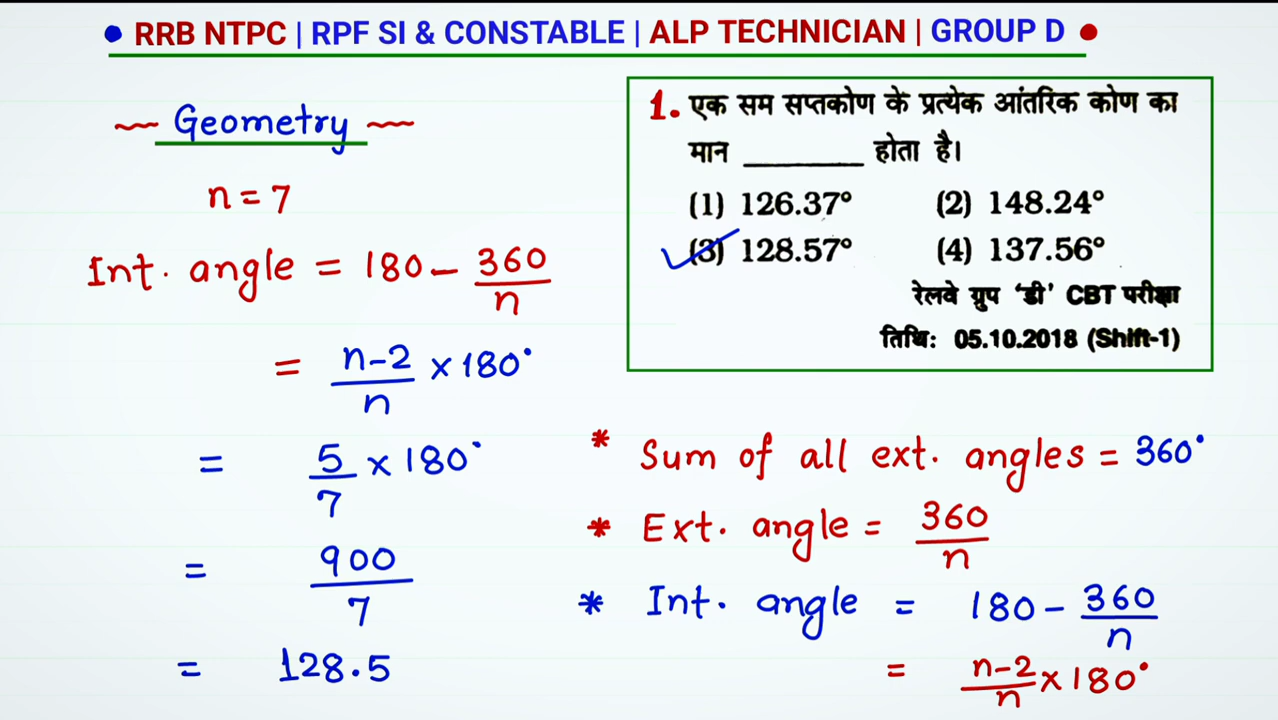 • RRB NTPC | RPF SI & CONSTABLE | ALP TECHNICIAN | GROUP D •
~ Geometry ~
n = 7
Int. angle = 180 - 360/n
= n-2/n × 180°
= 5/7 × 180°
= 900/7
= 128.5
1. एक सम सप्तकोण के प्रत्येक आंतरिक कोण का
मान ________ होता है।
(1) 126.37° (2) 148.24°
(3) 128.57° (4) 137.56°
रेलवे ग्रुप ‘डी’ CBT परीक्षा
तिथि: 05.10.2018 (Shift-1)
* Sum of all ext. angles = 360°
* Ext. angle = 360/n
* Int. angle = 180 - 360/n
= n-2/n × 180°